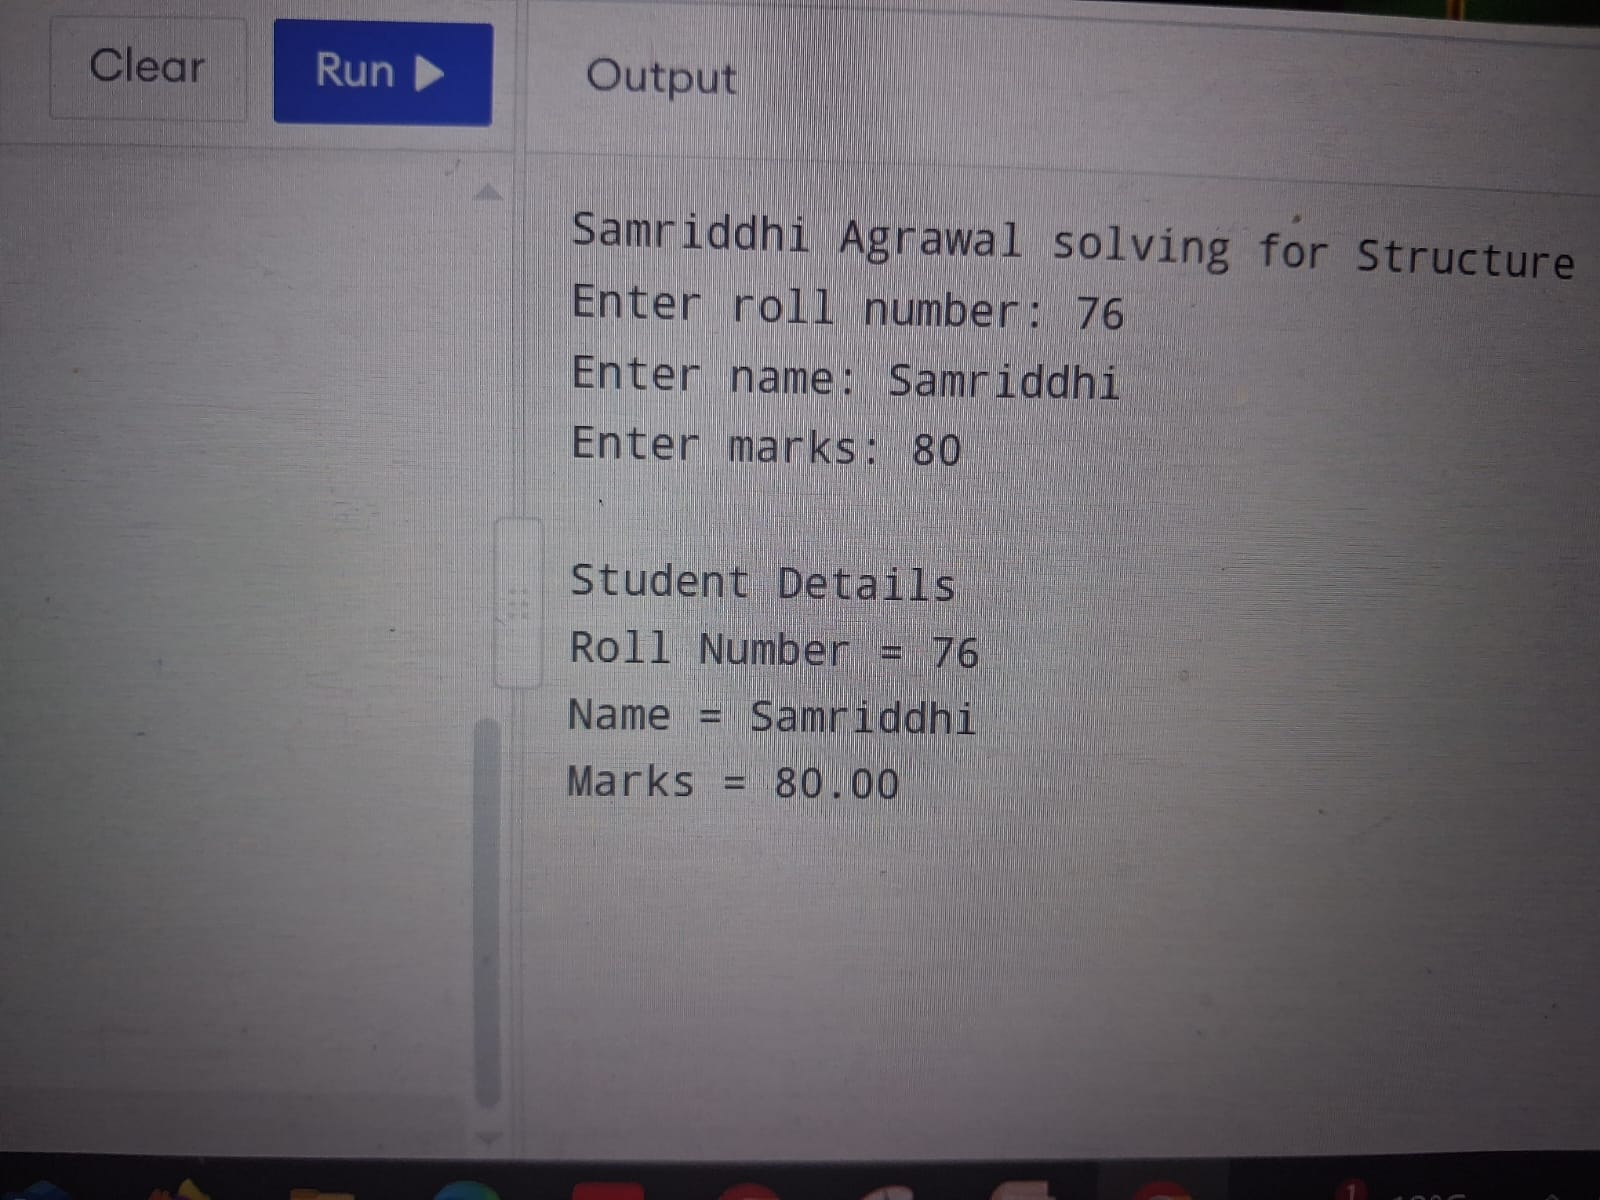 Clear Run Output
Samriddhi Agrawal solving for Structure
Enter roll number: 76
Enter name: Samriddhi
Enter marks: 80
Student Details
Roll Number = 76
Name = Samriddhi
Marks = 80.00